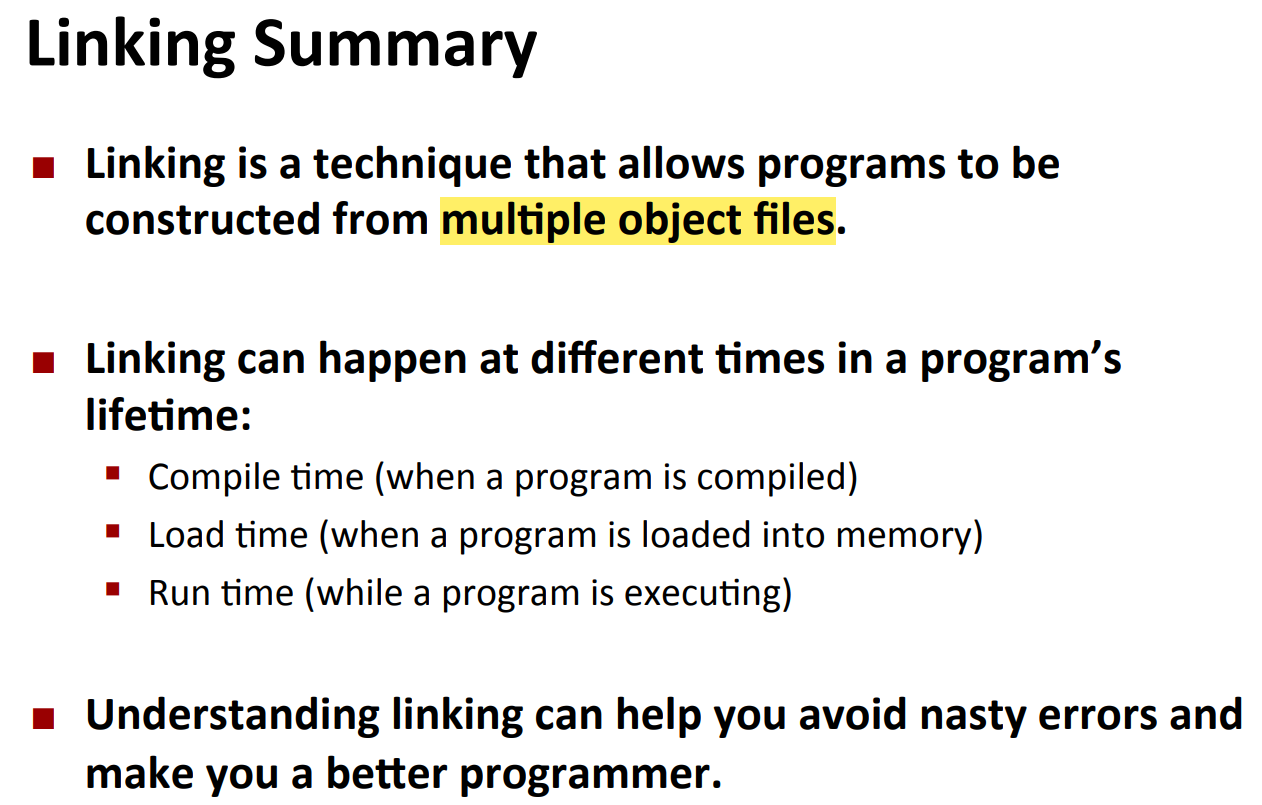 Linking Summary
■ Linking is a technique that allows programs to be
constructed from multiple object files.
■ Linking can happen at different times in a program’s
lifetime:
▪ Compile time (when a program is compiled)
▪ Load time (when a program is loaded into memory)
▪ Run time (while a program is executing)
■ Understanding linking can help you avoid nasty errors and
make you a better programmer.